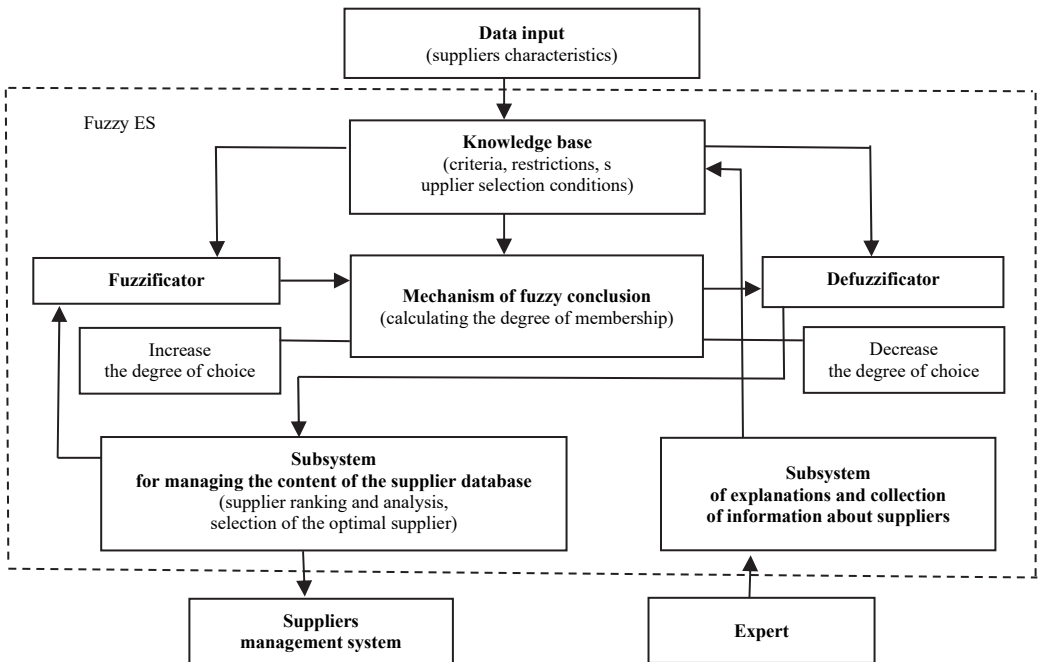 Data input
(suppliers characteristics)
Fuzzy ES
Knowledge base
(criteria, restrictions, s
upplier selection conditions)
Fuzzificator
Mechanism of fuzzy conclusion
(calculating the degree of membership)
Defuzzificator
Increase
the degree of choice
Decrease
the degree of choice
Subsystem
for managing the content of the supplier database
(supplier ranking and analysis,
selection of the optimal supplier)
Subsystem
of explanations and collection
of information about suppliers
Suppliers
management system
Expert